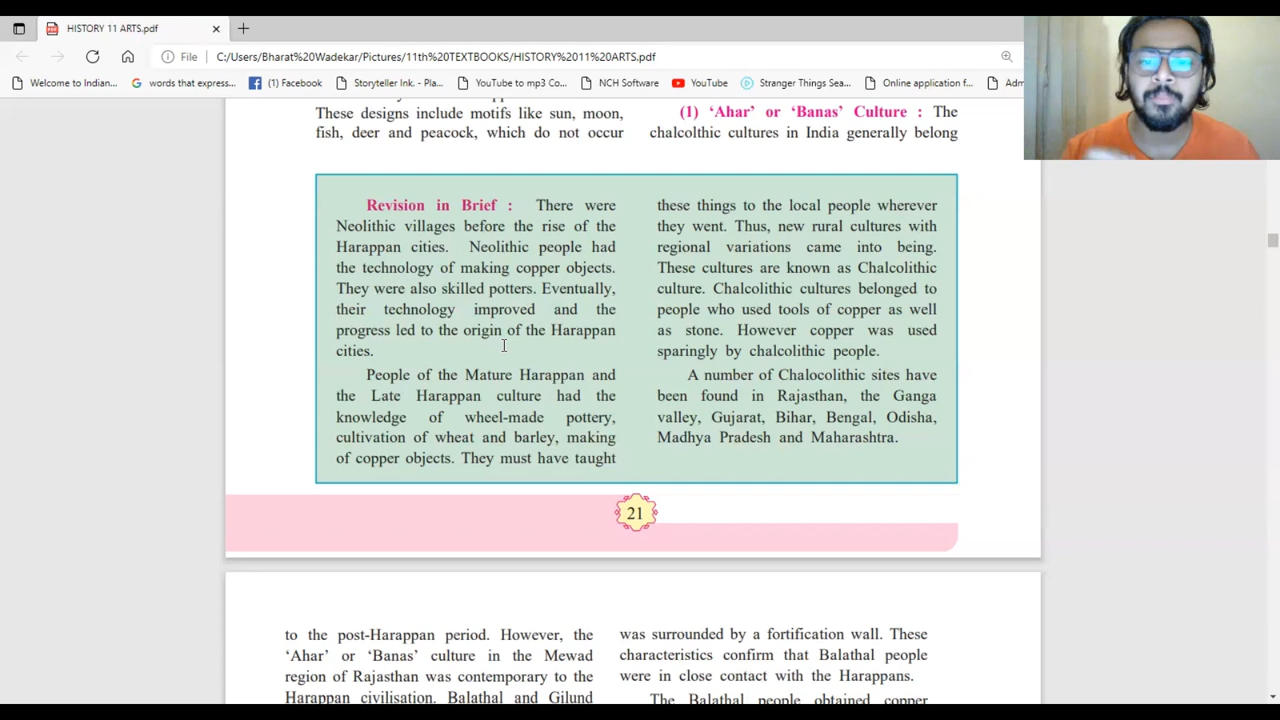 HISTORY 11 ARTS.pdf
File
C:/Users/Bharat%20Wadekar/Pictures/11th%20TEXTBOOKS/HISTORY%2011%20ARTS.pdf
Welcome to Indian...
words that express...
(1) Facebook
Storyteller Ink. - Pla...
YouTube to mp3 Co...
NCH Software
YouTube
Stranger Things Sea...
Online application f...
Adm
These designs include motifs like sun, moon,
fish, deer and peacock, which do not occur
(1) ‘Ahar’ or ‘Banas’ Culture : The
chalcolthic cultures in India generally belong
Revision in Brief : There were
Neolithic villages before the rise of the
Harappan cities. Neolithic people had
the technology of making copper objects.
They were also skilled potters. Eventually,
their technology improved and the
progress led to the origin of the Harappan
cities.
People of the Mature Harappan and
the Late Harappan culture had the
knowledge of wheel-made pottery,
cultivation of wheat and barley, making
of copper objects. They must have taught
these things to the local people wherever
they went. Thus, new rural cultures with
regional variations came into being.
These cultures are known as Chalcolithic
culture. Chalcolithic cultures belonged to
people who used tools of copper as well
as stone. However copper was used
sparingly by chalcolithic people.
A number of Chalocolithic sites have
been found in Rajasthan, the Ganga
valley, Gujarat, Bihar, Bengal, Odisha,
Madhya Pradesh and Maharashtra.
21
to the post-Harappan period. However, the
‘Ahar’ or ‘Banas’ culture in the Mewad
region of Rajasthan was contemporary to the
Harappan civilisation. Balathal and Gilund
was surrounded by a fortification wall. These
characteristics confirm that Balathal people
were in close contact with the Harappans.
The Balathal people obtained copper